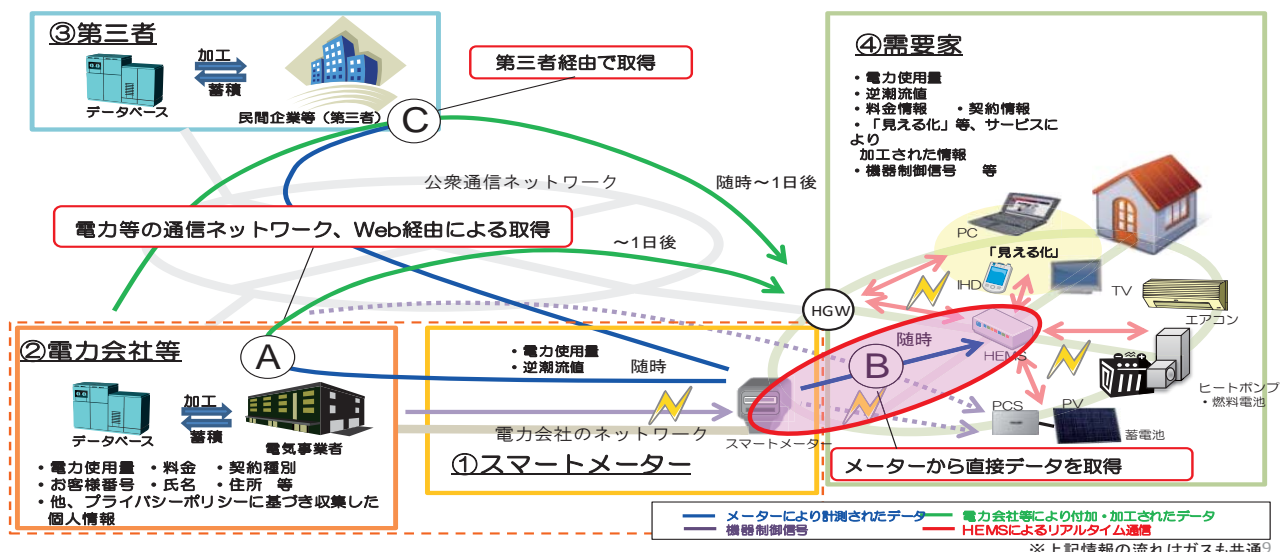 ③第三者
加工
蓄積
データベース
民間企業等（第三者）
C
第三者経由で取得
公衆通信ネットワーク
随時～1日後
電力等の通信ネットワーク、Web経由による取得
～1日後
④需要家
・電力使用量
・逆潮流値
・料金情報　・契約情報
・「見える化」等、サービスに
より
加工された情報
・機器制御信号　等
PC
「見える化」
IHD
TV
エアコン
HGW
HEMS
随時
B
ヒートポンプ
・燃料電池
PCS
PV
蓄電池
メーターから直接データを取得
②電力会社等
A
加工
蓄積
データベース
電気事業者
・電力使用量　・料金　・契約種別
・お客様番号　・氏名　・住所　等
・他、プライバシーポリシーに基づき収集した
個人情報
・電力使用量
・逆潮流値
随時
電力会社のネットワーク
スマートメーター
①スマートメーター
メーターにより計測されたデータ
電力会社等により付加・加工されたデータ
機器制御信号
HEMSによるリアルタイム通信
※上記情報の流れはガスも共通
9